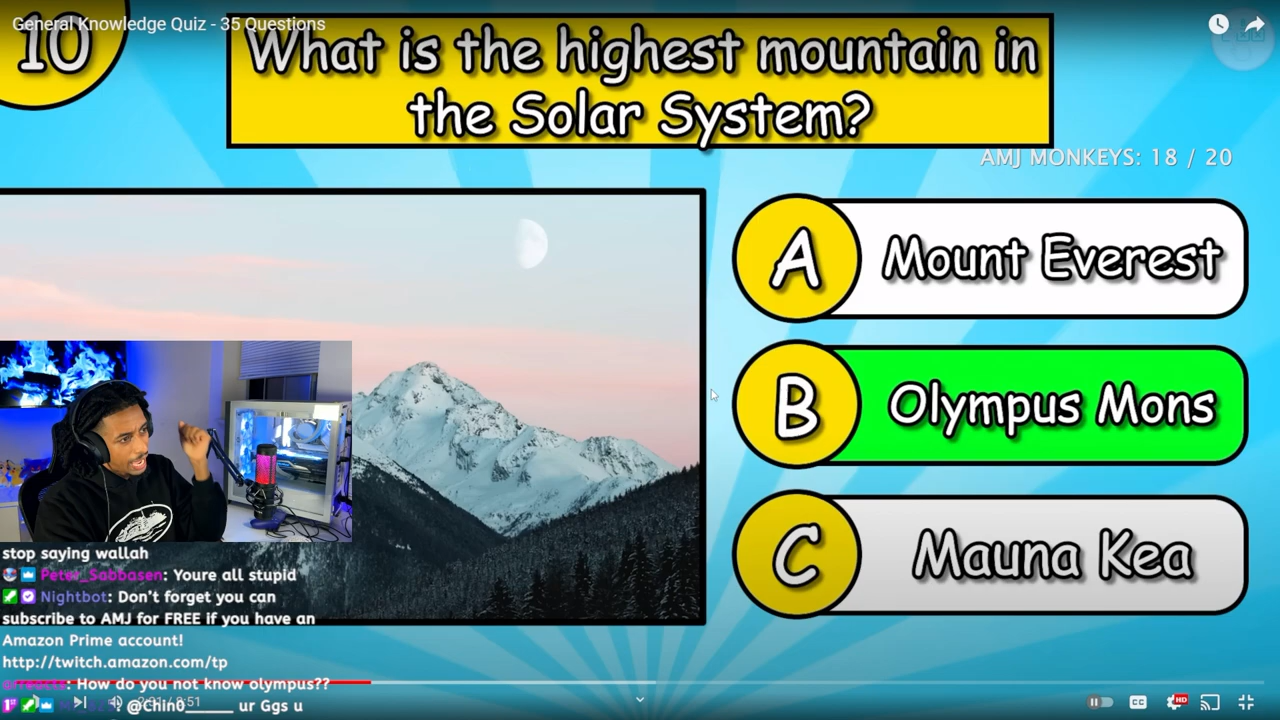 General Knowledge Quiz - 35 Questions
10
What is the highest mountain in
the Solar System?
AMJ MONKEYS: 18 / 20
A
Mount Everest
B
Olympus Mons
C
Mauna Kea
stop saying wallah
Peter_Sabbasen: Youre all stupid
Nightbot: Don't forget you can
subscribe to AMJ for FREE if you have an
Amazon Prime account!
http://twitch.amazon.com/tp
: How do you not know olympus??
: @Chin0_____ ur Ggs u
CC
HD